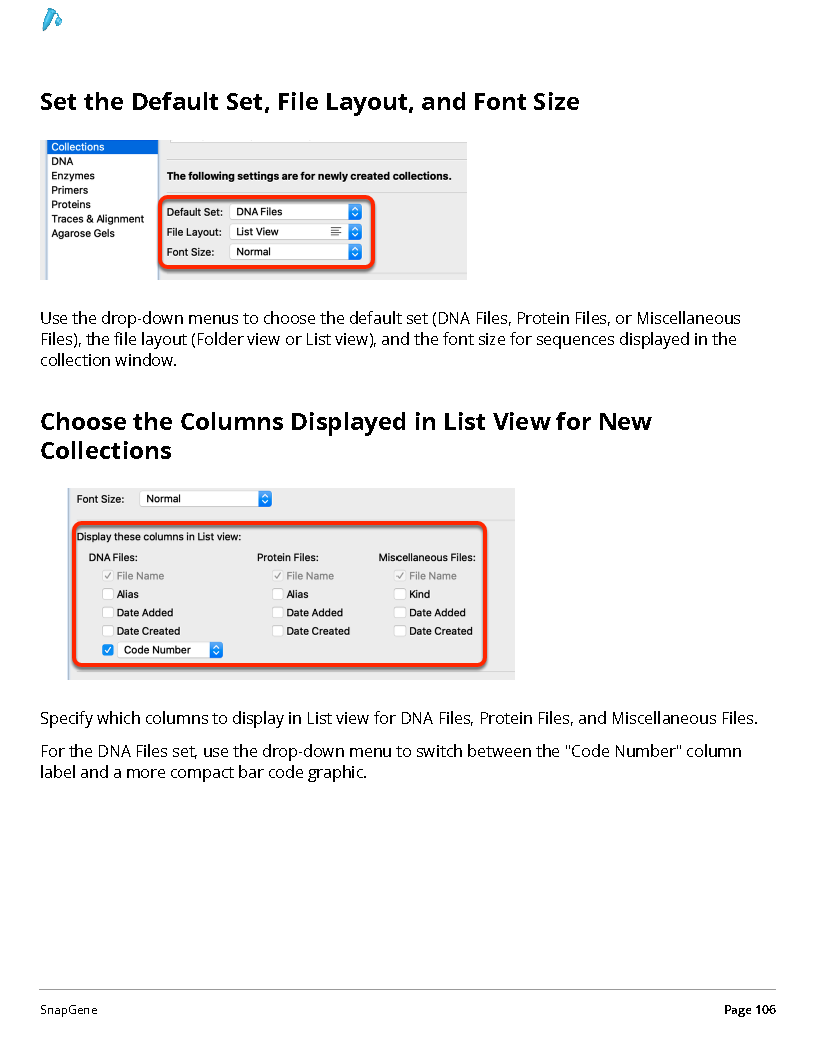 Set the Default Set, File Layout, and Font Size
Collections
DNA
Enzymes
Primers
Proteins
Traces & Alignment
Agarose Gels
The following settings are for newly created collections.
Default Set: DNA Files
File Layout: List View
Font Size: Normal
Use the drop-down menus to choose the default set (DNA Files, Protein Files, or Miscellaneous
Files), the file layout (Folder view or List view), and the font size for sequences displayed in the
collection window.
Choose the Columns Displayed in List View for New
Collections
Font Size: Normal
Display these columns in List view:
DNA Files: Protein Files: Miscellaneous Files:
File Name File Name File Name
Alias Alias Kind
Date Added Date Added Date Added
Date Created Date Created Date Created
Code Number
Specify which columns to display in List view for DNA Files, Protein Files, and Miscellaneous Files.
For the DNA Files set, use the drop-down menu to switch between the "Code Number" column
label and a more compact bar code graphic.
SnapGene Page 106